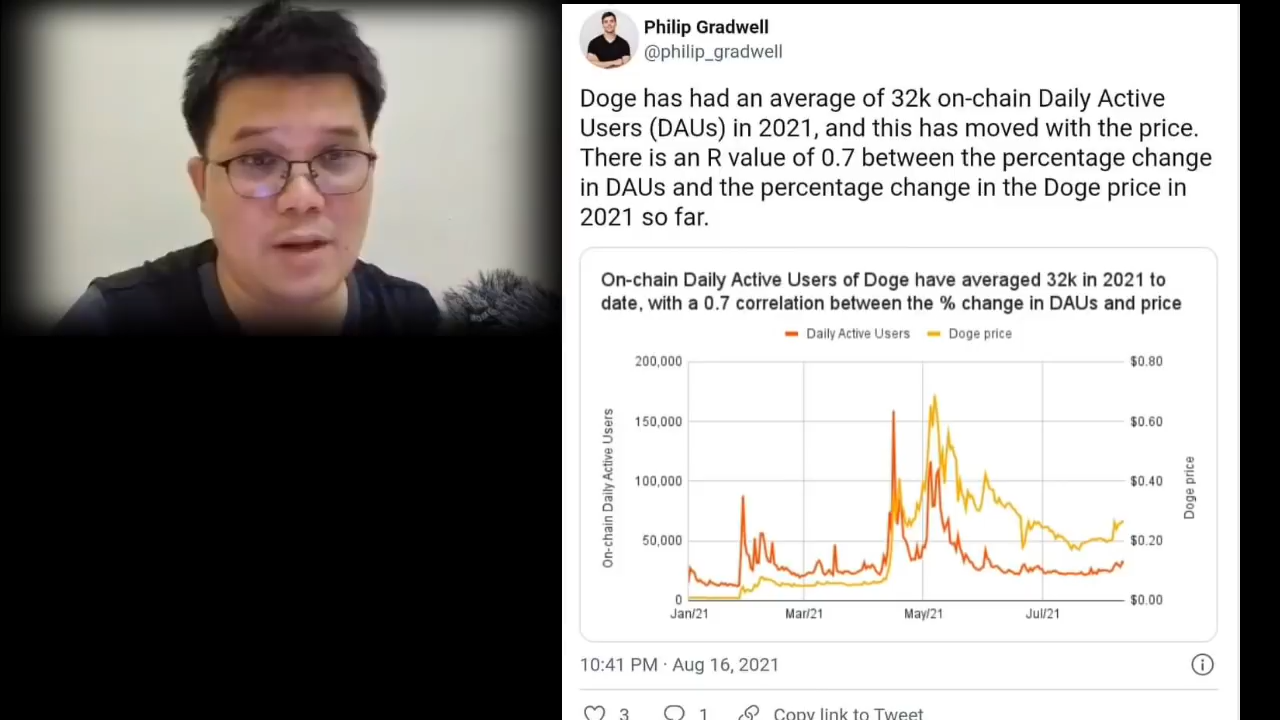 Philip Gradwell
@philip_gradwell
Doge has had an average of 32k on-chain Daily Active
Users (DAUs) in 2021, and this has moved with the price.
There is an R value of 0.7 between the percentage change
in DAUs and the percentage change in the Doge price in
2021 so far.
On-chain Daily Active Users of Doge have averaged 32k in 2021 to
date, with a 0.7 correlation between the % change in DAUs and price
Daily Active Users
Doge price
200,000
150,000
100,000
50,000
0
On-chain Daily Active Users
$0.80
$0.60
$0.40
$0.20
$0.00
Doge price
Jan/21
Mar/21
May/21
Jul/21
10:41 PM · Aug 16, 2021
3
1
Copy link to Tweet